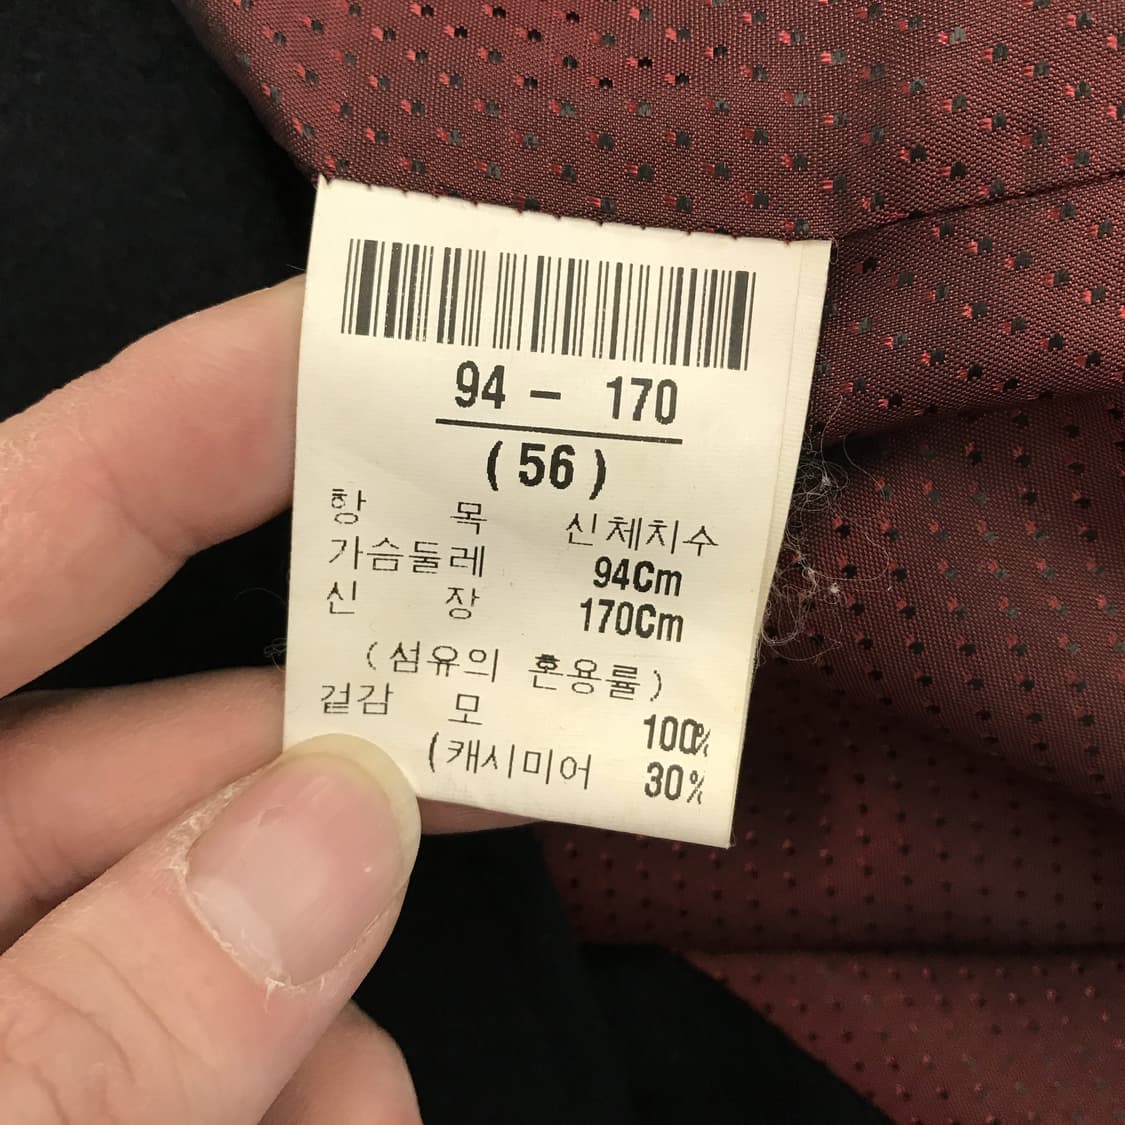 94 - 170
(56)
항 목 신체치수
가슴둘레 94Cm
신 장 170Cm
(섬유의 혼용률)
겉감 모 100%
(캐시미어 30%